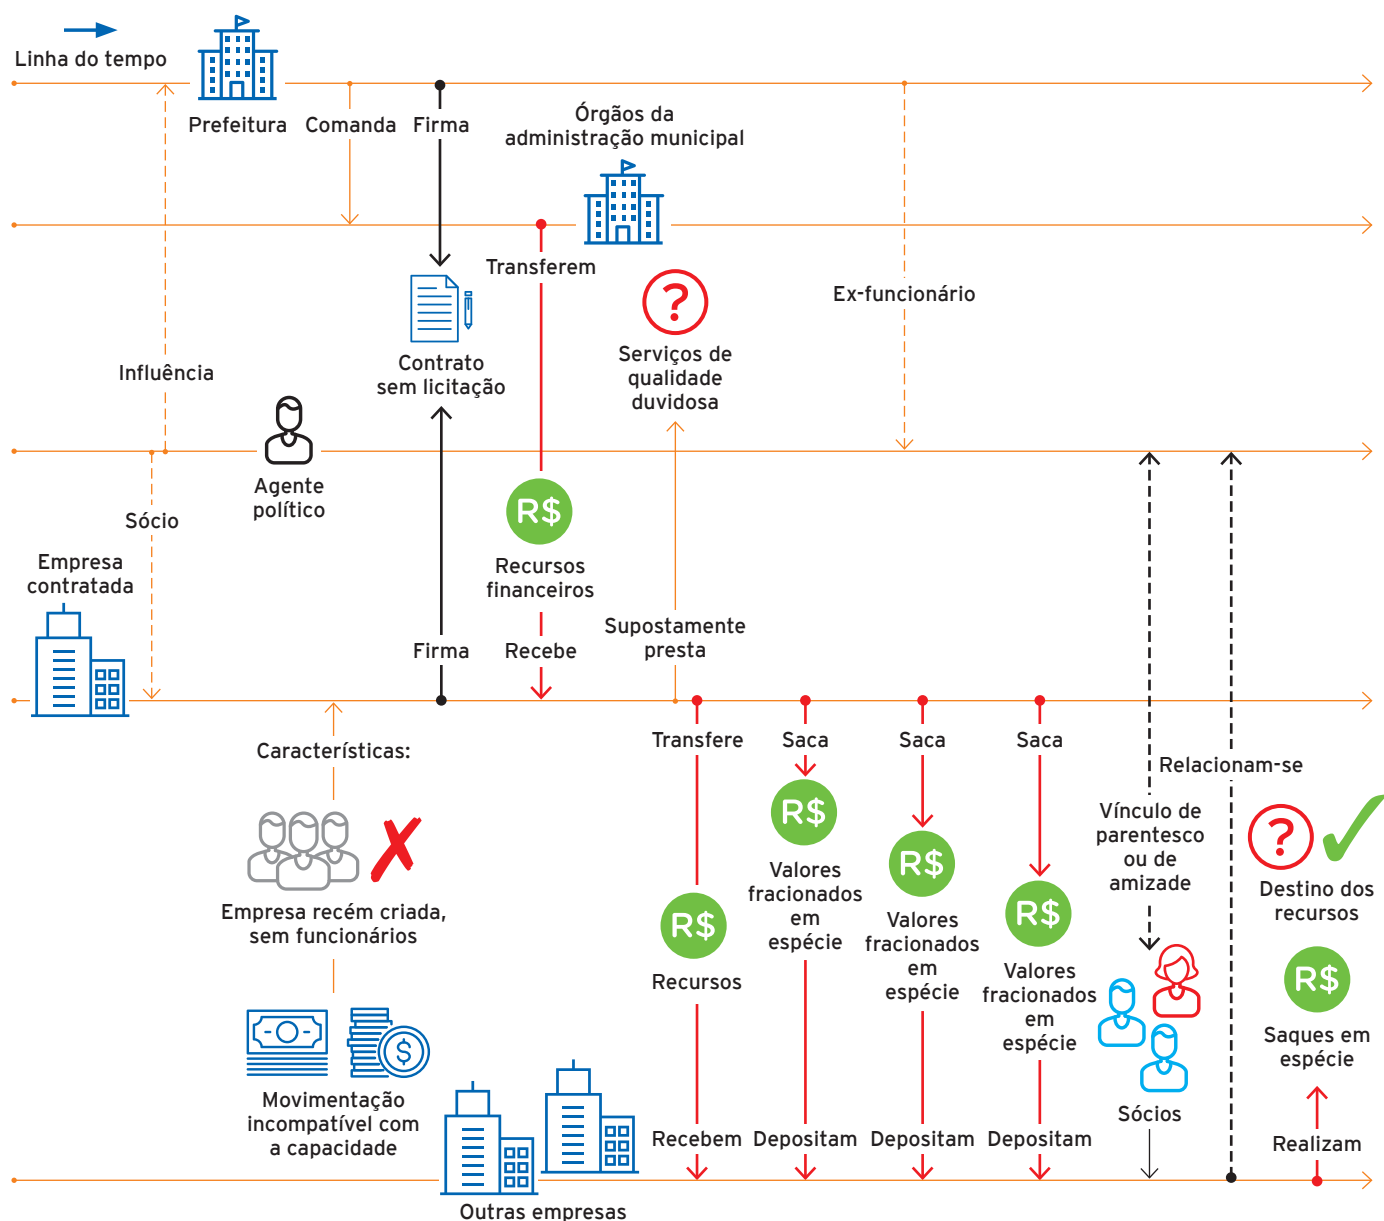 Linha do tempo
Prefeitura
Comanda
Firma
Órgãos da
administração municipal
Transferem
Ex-funcionário
Contrato
sem licitação
Serviços de
qualidade
duvidosa
Influência
Agente
político
Sócio
R$
Recursos
financeiros
Empresa
contratada
Firma
Recebe
Supostamente
presta
Características:
Empresa recém criada,
sem funcionários
Movimentação
incompatível com
a capacidade
Transfere
R$
Recursos
Recebem
Saca
R$
Valores
fracionados
em
espécie
Depositam
Saca
R$
Valores
fracionados
em
espécie
Depositam
Saca
R$
Valores
fracionados
em
espécie
Depositam
Relacionam-se
Vínculo de
parentesco
ou de
amizade
Sócios
?
Destino dos
recursos
R$
Saques em
espécie
Realizam
Outras empresas
?
$